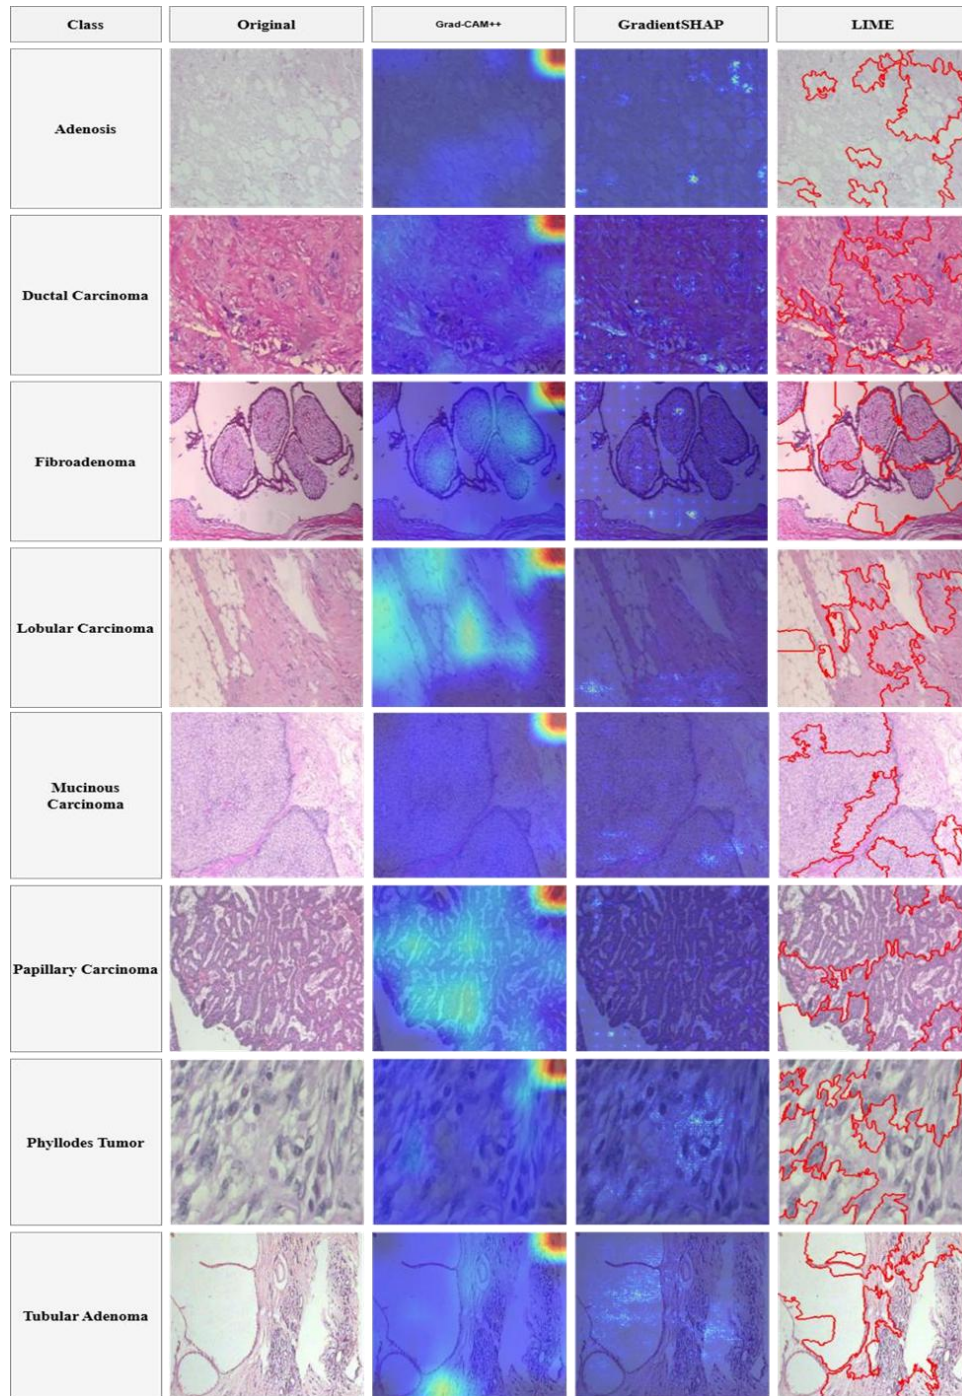 Class Original Grad-CAM++ GradientSHAP LIME
Adenosis
Ductal Carcinoma
Fibroadenoma
Lobular Carcinoma
Mucinous
Carcinoma
Papillary Carcinoma
Phyllodes Tumor
Tubular Adenoma